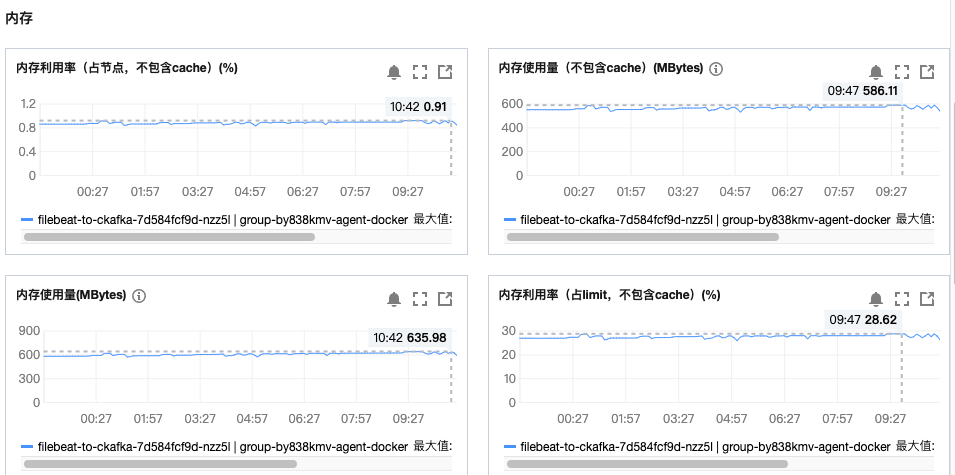 内存
内存利用率（占节点，不包含cache）(%)
10:42 0.91
1.2
0.8
0.4
0
00:27 01:57 03:27 04:57 06:27 07:57 09:27
filebeat-to-ckafka-7d584fcf9d-nzz5l | group-by838kmv-agent-docker 最大值:
内存使用量（不包含cache）(MBytes)
09:47 586.11
600
400
200
0
00:27 01:57 03:27 04:57 06:27 07:57 09:27
filebeat-to-ckafka-7d584fcf9d-nzz5l | group-by838kmv-agent-docker 最大值:
内存使用量(MBytes)
10:42 635.98
900
600
300
0
00:27 01:57 03:27 04:57 06:27 07:57 09:27
filebeat-to-ckafka-7d584fcf9d-nzz5l | group-by838kmv-agent-docker 最大值:
内存利用率（占limit，不包含cache）(%)
09:47 28.62
30
20
10
0
00:27 01:57 03:27 04:57 06:27 07:57 09:27
filebeat-to-ckafka-7d584fcf9d-nzz5l | group-by838kmv-agent-docker 最大值: